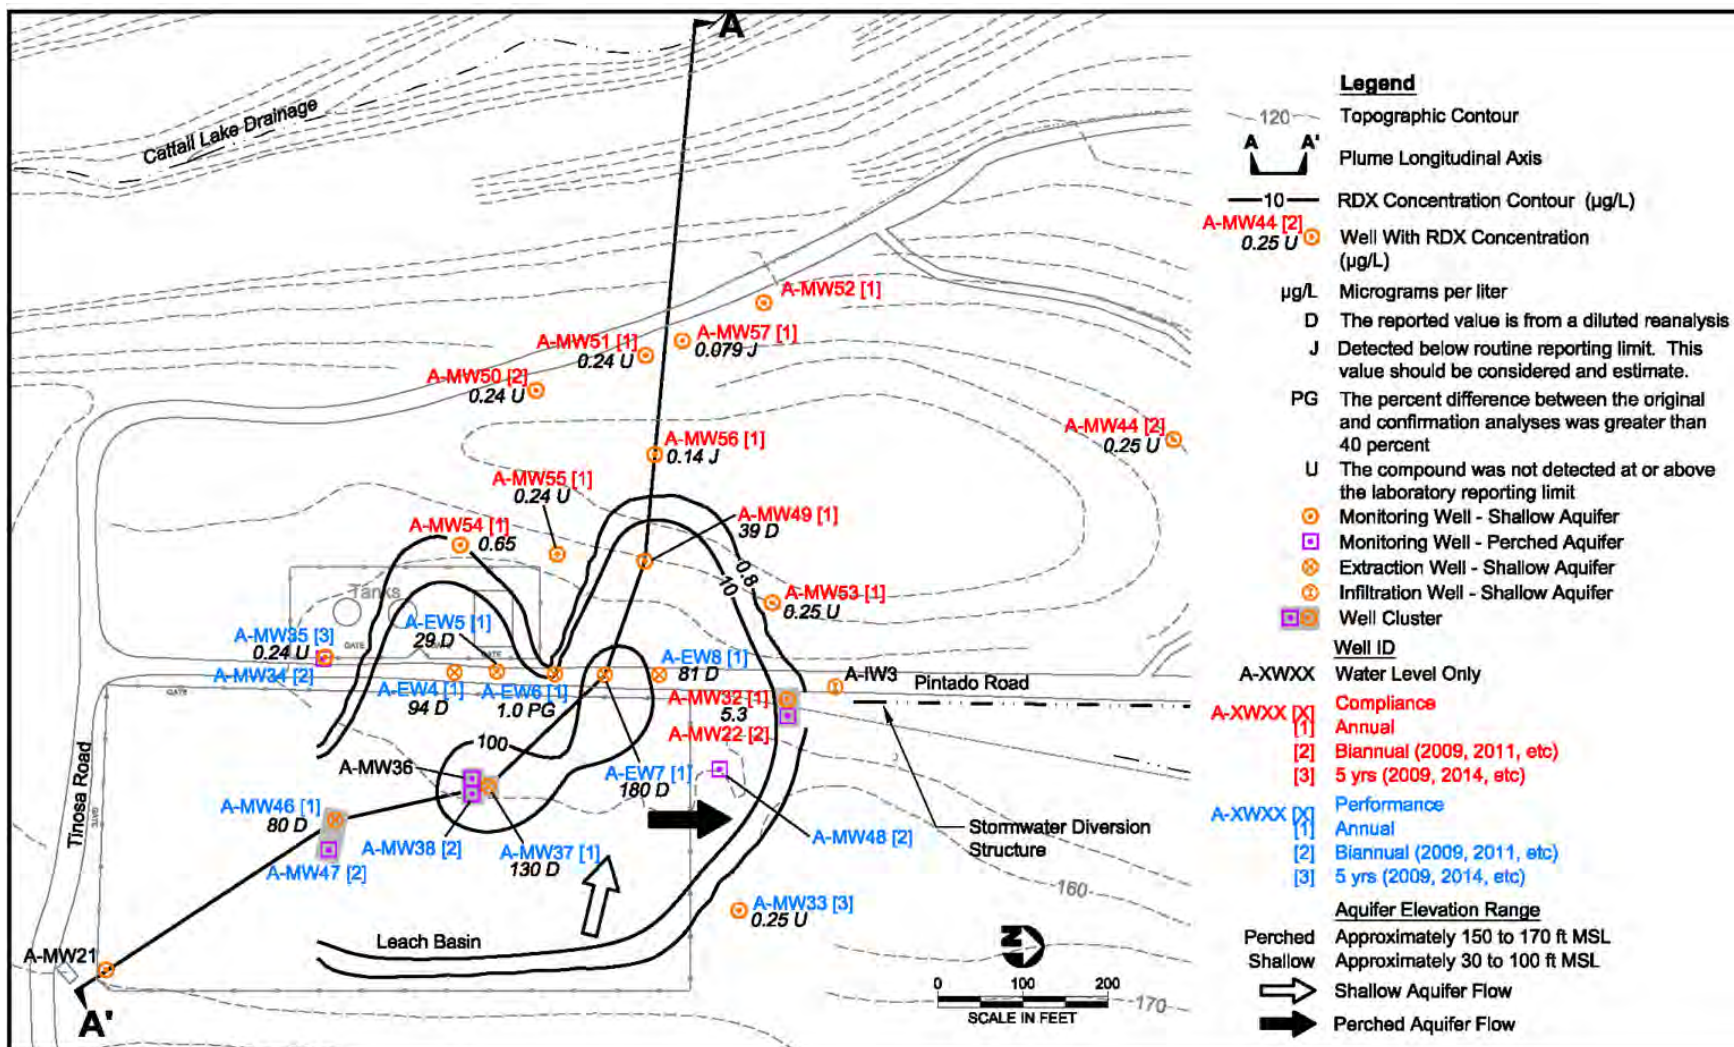 A
Cattail Lake Drainage
A-MW52 [1]
A-MW57 [1]
0.079 J
A-MW51 [1]
0.24 U
A-MW50 [2]
0.24 U
A-MW44 [2]
0.25 U
A-MW56 [1]
0.14 J
A-MW55 [1]
0.24 U
A-MW49 [1]
39 D
A-MW54 [1]
0.65
0.8
10
A-MW53 [1]
0.25 U
Tanks
A-EW5 [1]
29 D
A-MW35 [3]
0.24 U
A-MW34 [2]
GATE
GATE
GATE
GATE
A-EW4 [1]
94 D
A-EW6 [1]
1.0 PG
A-EW8 [1]
81 D
A-IW3
Pintado Road
A-MW32 [1]
5.3
A-MW22 [2]
100
A-MW36
A-EW7 [1]
180 D
A-MW46 [1]
80 D
A-MW47 [2]
A-MW38 [2]
A-MW37 [1]
130 D
A-MW48 [2]
Stormwater Diversion
Structure
Tinosa Road
GATE
A-MW33 [3]
0.25 U
160
Leach Basin
A-MW21
A'
N
0 100 200
SCALE IN FEET
170
Legend
120
Topographic Contour
A A'
Plume Longitudinal Axis
10
RDX Concentration Contour (µg/L)
A-MW44 [2]
0.25 U
Well With RDX Concentration
(µg/L)
µg/L Micrograms per liter
D The reported value is from a diluted reanalysis
J Detected below routine reporting limit. This
value should be considered and estimate.
PG The percent difference between the original
and confirmation analyses was greater than
40 percent
U The compound was not detected at or above
the laboratory reporting limit
Monitoring Well - Shallow Aquifer
Monitoring Well - Perched Aquifer
Extraction Well - Shallow Aquifer
Infiltration Well - Shallow Aquifer
Well Cluster
Well ID
A-XWXX Water Level Only
A-XWXX [X] Compliance
[1] Annual
[2] Biannual (2009, 2011, etc)
[3] 5 yrs (2009, 2014, etc)
A-XWXX [X] Performance
[1] Annual
[2] Biannual (2009, 2011, etc)
[3] 5 yrs (2009, 2014, etc)
Aquifer Elevation Range
Perched Approximately 150 to 170 ft MSL
Shallow Approximately 30 to 100 ft MSL
Shallow Aquifer Flow
Perched Aquifer Flow